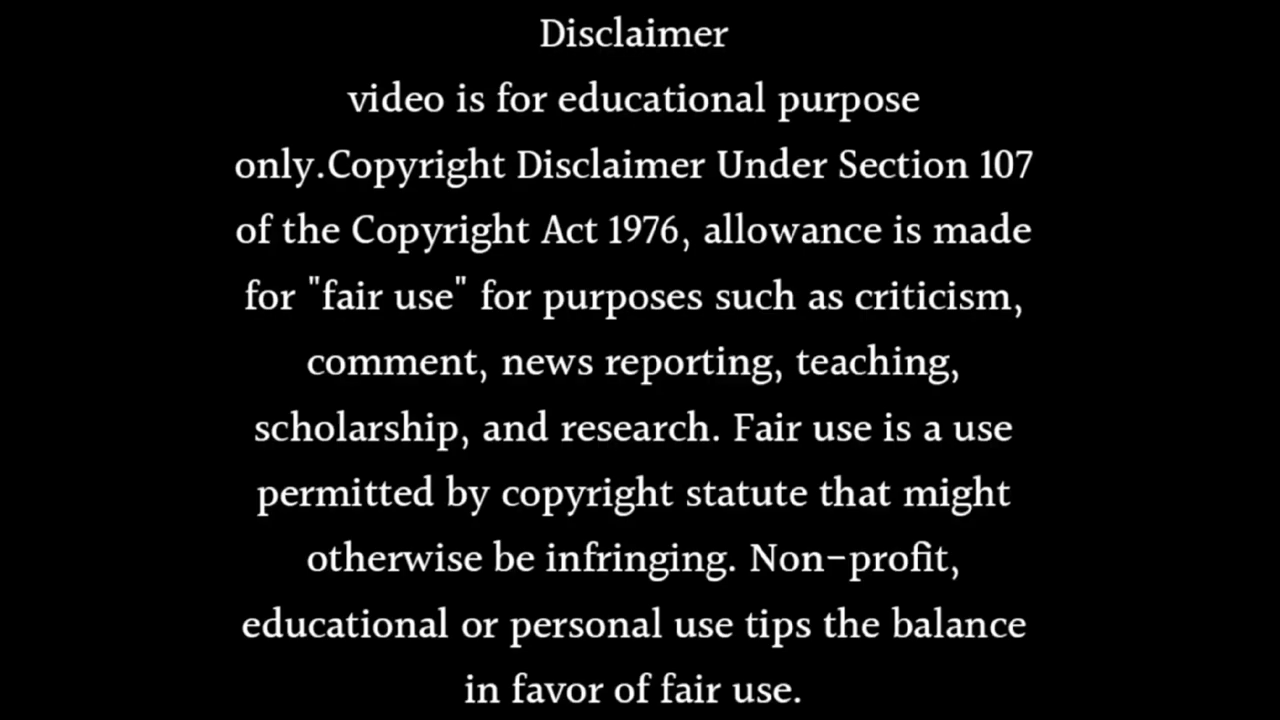 Disclaimer
video is for educational purpose
only.Copyright Disclaimer Under Section 107
of the Copyright Act 1976, allowance is made
for "fair use" for purposes such as criticism,
comment, news reporting, teaching,
scholarship, and research. Fair use is a use
permitted by copyright statute that might
otherwise be infringing. Non-profit,
educational or personal use tips the balance
in favor of fair use.